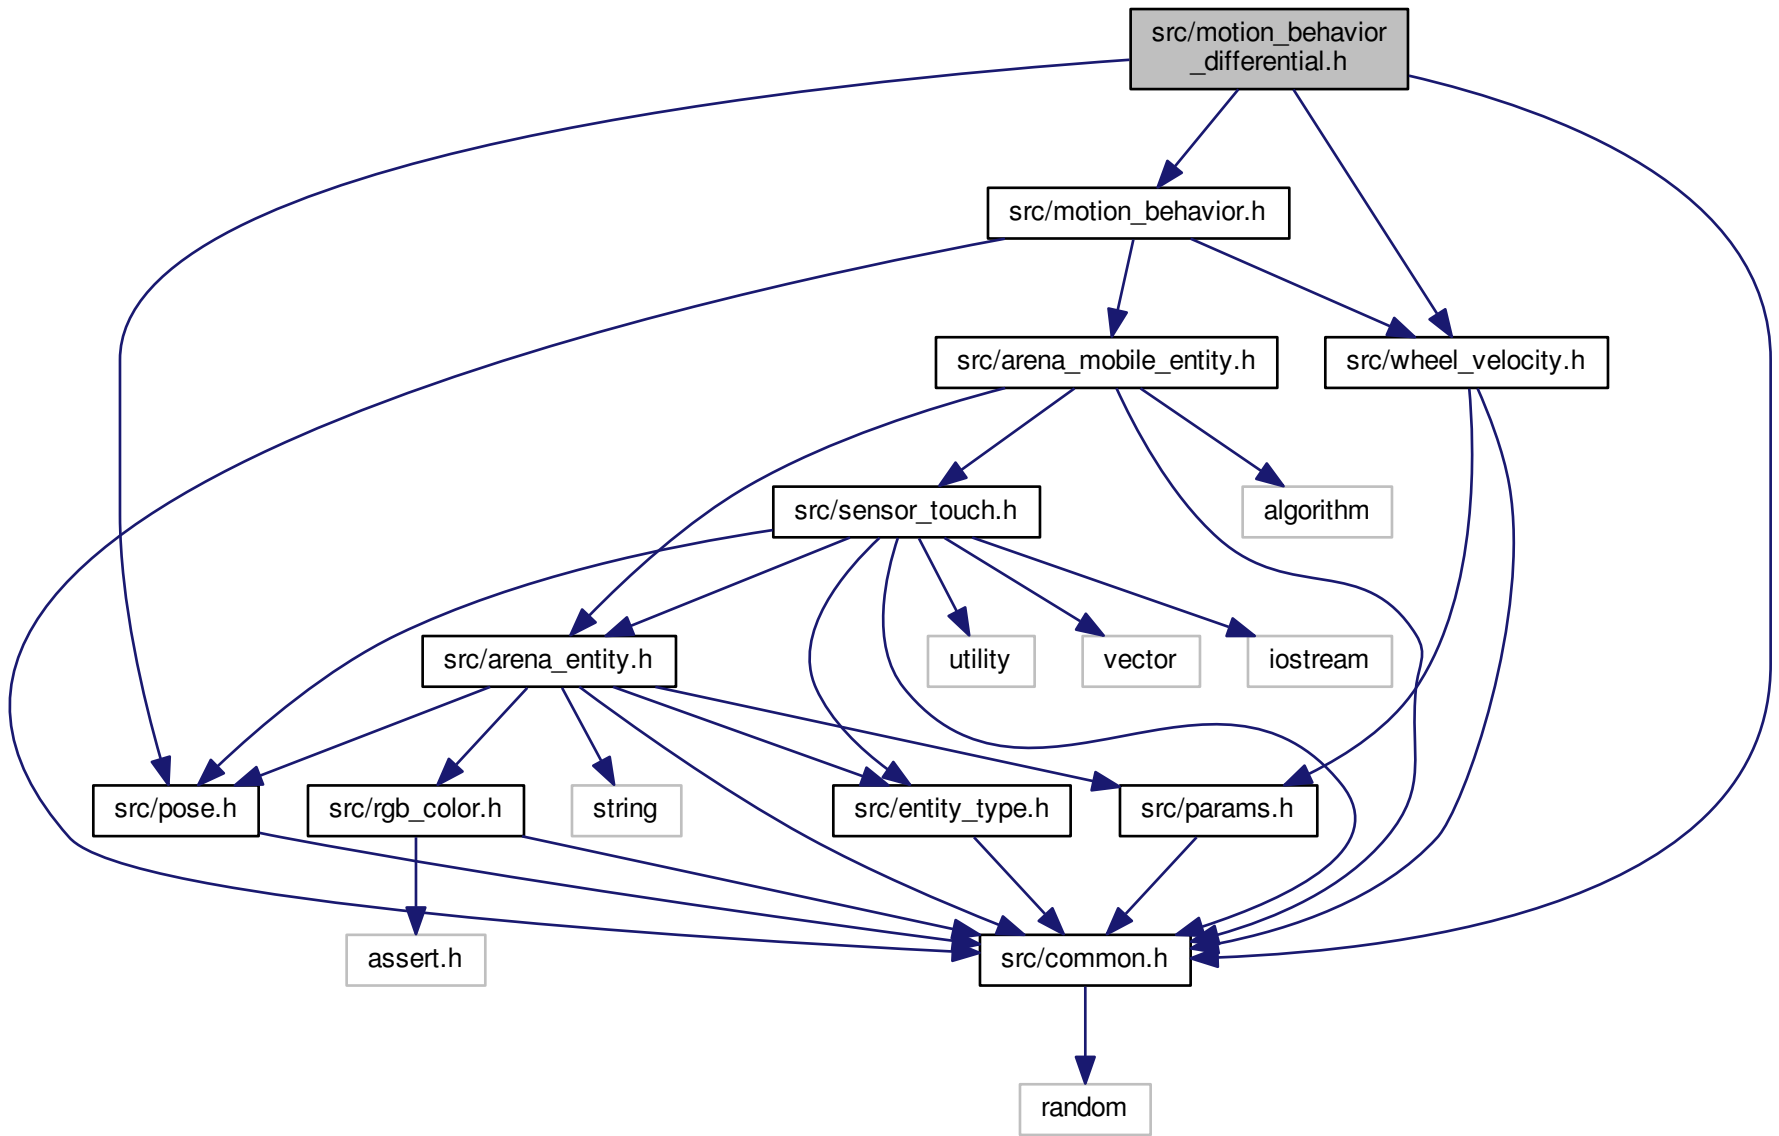 src/motion_behavior
_differential.h
src/motion_behavior.h
src/arena_mobile_entity.h
src/wheel_velocity.h
src/sensor_touch.h
algorithm
src/arena_entity.h
utility
vector
iostream
src/pose.h
src/rgb_color.h
string
src/entity_type.h
src/params.h
assert.h
src/common.h
random